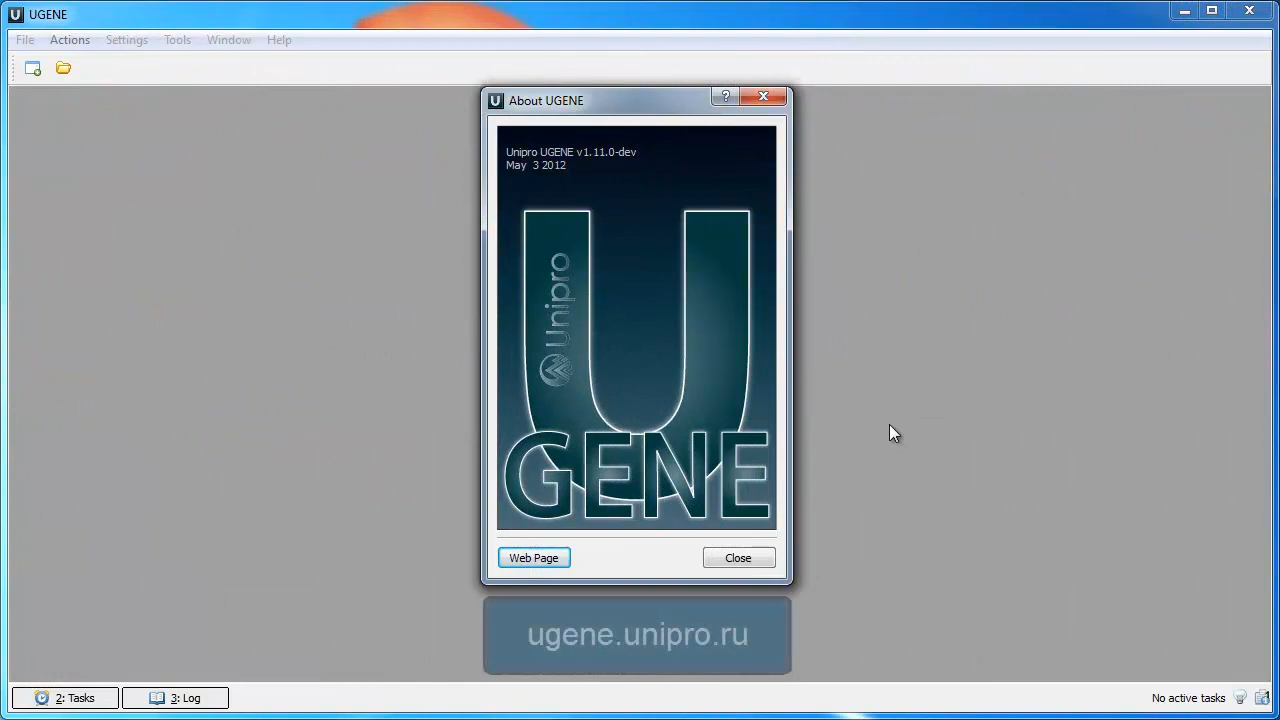 UGENE
File Actions Settings Tools Window Help
About UGENE
?
Unipro UGENE v1.11.0-dev
May 3 2012
Unipro
U
GENE
Web Page Close
ugene.unipro.ru
2: Tasks 3: Log No active tasks